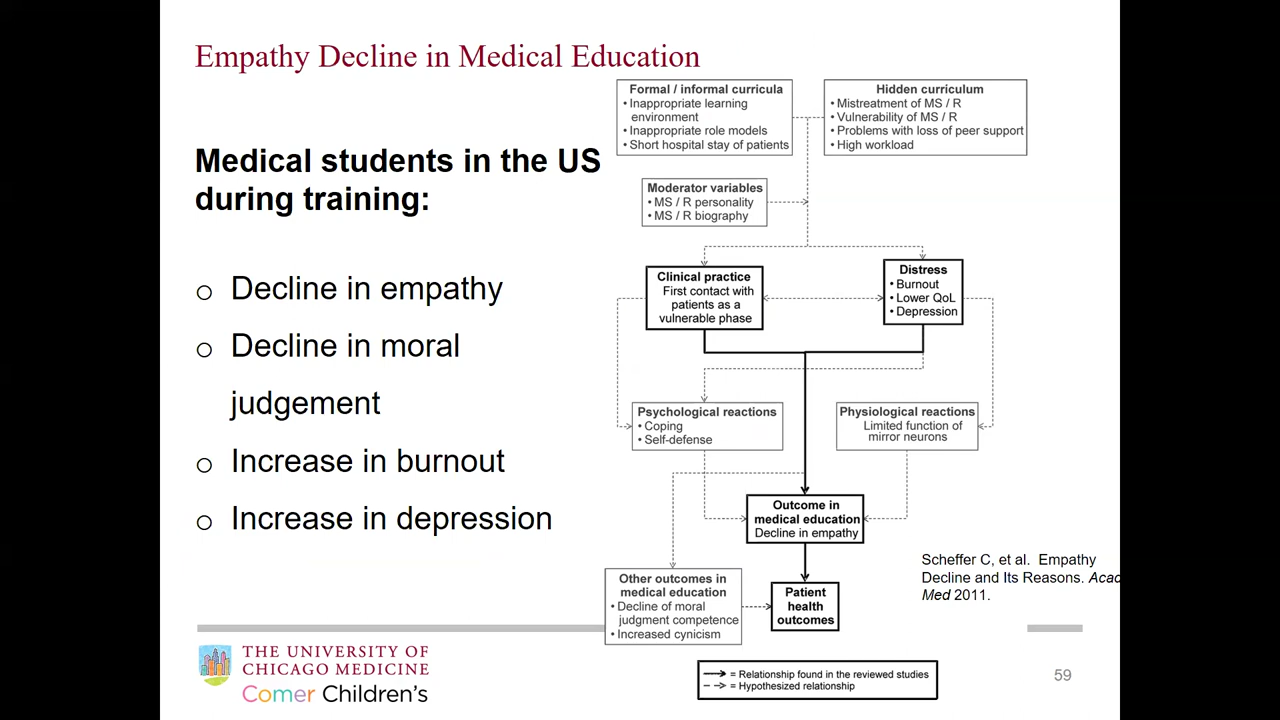 Empathy Decline in Medical Education
Medical students in the US
during training:
o Decline in empathy
o Decline in moral
judgement
o Increase in burnout
o Increase in depression
Formal / informal curricula
• Inappropriate learning
environment
• Inappropriate role models
• Short hospital stay of patients
Hidden curriculum
• Mistreatment of MS / R
• Vulnerability of MS / R
• Problems with loss of peer support
• High workload
Moderator variables
• MS / R personality
• MS / R biography
Clinical practice
First contact with
patients as a
vulnerable phase
Distress
• Burnout
• Lower QoL
• Depression
Psychological reactions
• Coping
• Self-defense
Physiological reactions
Limited function of
mirror neurons
Outcome in
medical education
Decline in empathy
Other outcomes in
medical education
• Decline of moral
judgment competence
• Increased cynicism
Patient
health
outcomes
= Relationship found in the reviewed studies
= Hypothesized relationship
Scheffer C, et al. Empathy
Decline and Its Reasons. Acad
Med 2011.
THE UNIVERSITY OF
CHICAGO MEDICINE
Comer Children's
59